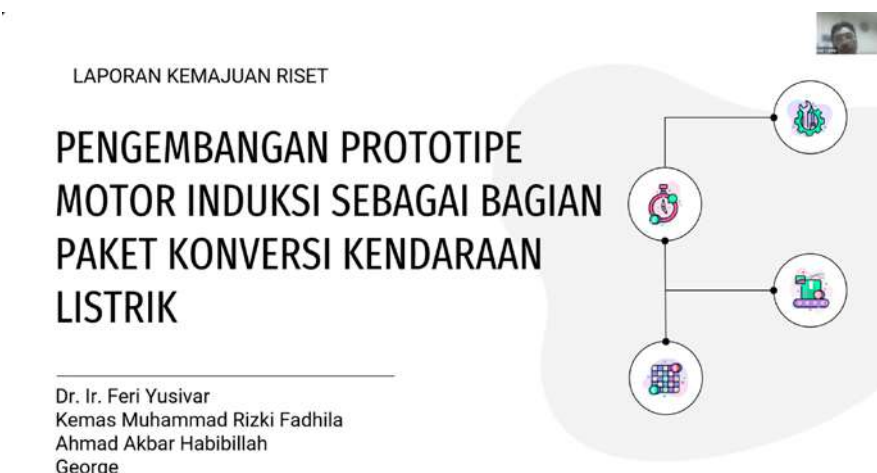 LAPORAN KEMAJUAN RISET
PENGEMBANGAN PROTOTIPE
MOTOR INDUKSI SEBAGAI BAGIAN
PAKET KONVERSI KENDARAAN
LISTRIK
Dr. Ir. Feri Yusivar
Kemas Muhammad Rizki Fadhila
Ahmad Akbar Habibillah
George